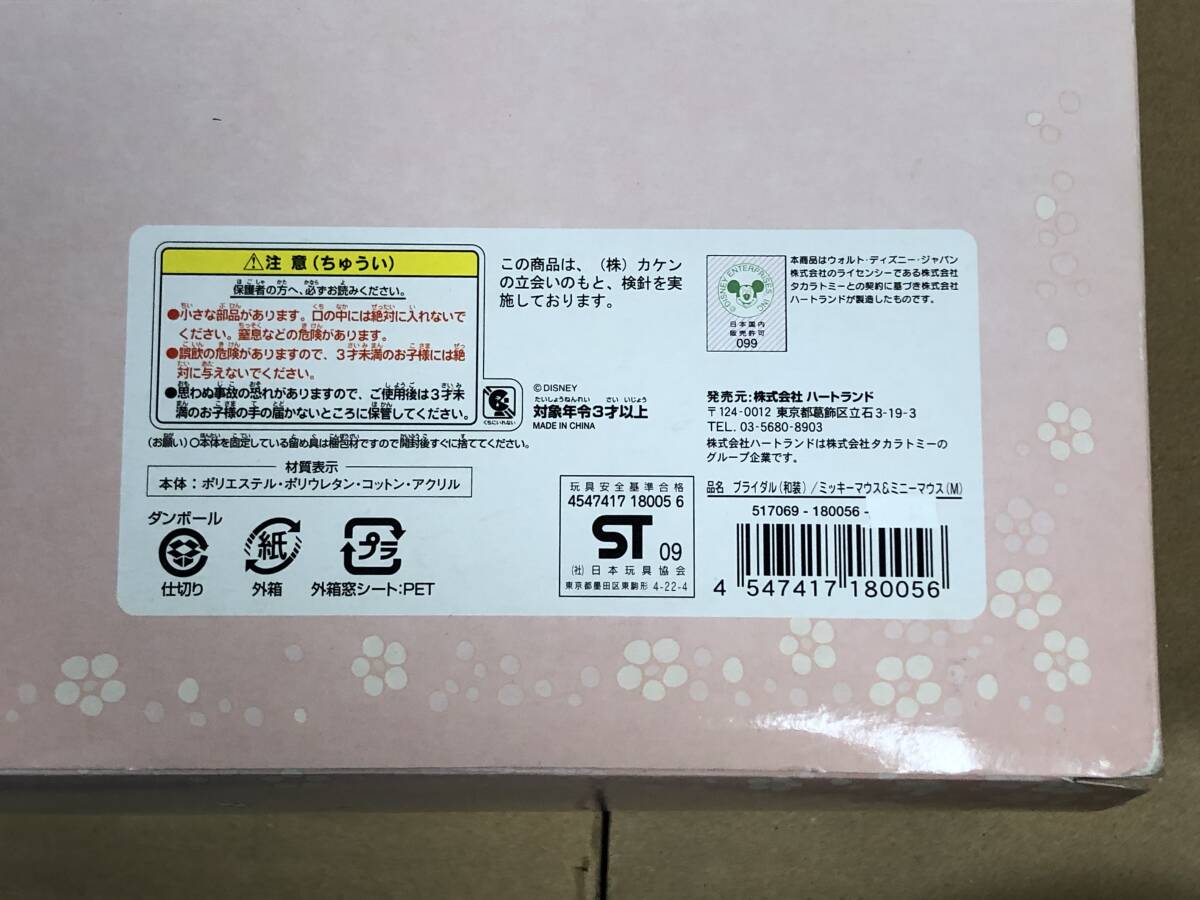 ⚠注意(ちゅうい)
保護者の方へ、必ずお読みください。
●小さな部品があります。口の中には絶対に入れないで
ください。窒息などの危険があります。
●誤飲の危険がありますので、3才未満のお子様には絶
対に与えないでください。
●思わぬ事故の恐れがありますので、ご使用後は3才未
満のお子様の手の届かないところに保管してください。
くちにいれない
(お願い)○本体を固定している留め具は梱包材ですので開封後すぐに捨ててください。
材質表示
本体:ポリエステル・ポリウレタン・コットン・アクリル
ダンボール
仕切り
紙
外箱
プラ
外箱窓シート:PET
この商品は、(株)カケン
の立会いのもと、検針を実
施しております。
©DISNEY
たいしょうねんれい さい いじょう
対象年令3才以上
MADE IN CHINA
玩具安全基準合格
4547417 18005 6
ST 09
(社)日本玩具協会
東京都墨田区東駒形 4-22-4
©DISNEY ENTERPRISES, INC.
日本国内
販売許可
099
本商品はウォルト・ディズニー・ジャパン
株式会社のライセンシーである株式会社
タカラトミーとの契約に基づき株式会社
ハートランドが製造したものです。
発売元:株式会社 ハートランド
〒124-0012 東京都葛飾区立石3-19-3
TEL. 03-5680-8903
株式会社ハートランドは株式会社タカラトミーの
グループ企業です。
品名 ブライダル(和装)/ミッキーマウス&ミニーマウス(M)
517069-180056-
4 547417 180056